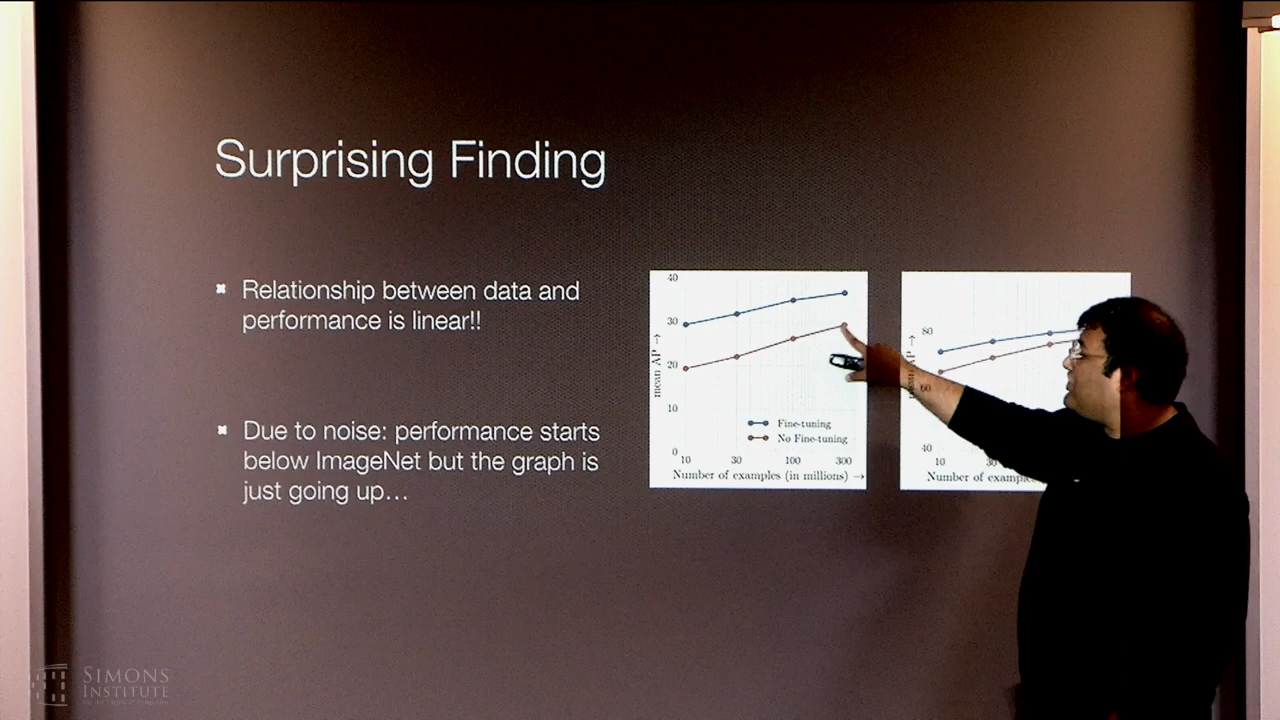 Surprising Finding
✖ Relationship between data and
performance is linear!!
✖ Due to noise: performance starts
below ImageNet but the graph is
just going up...
40
30
20
10
0
mean AP →
Fine-tuning
No Fine-tuning
10 30 100 300
Number of examples (in millions) →
80
60
40
mean AP →
10
Number of
SIMONS
INSTITUTE